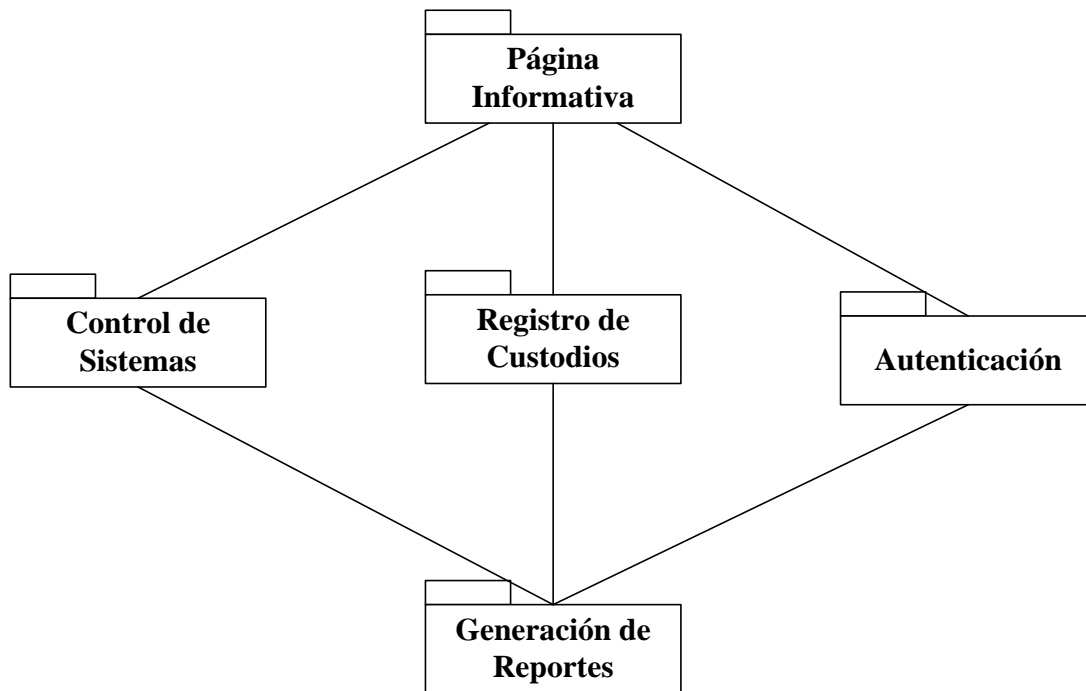 Página
Informativa
Control de
Sistemas
Registro de
Custodios
Autenticación
Generación de
Reportes